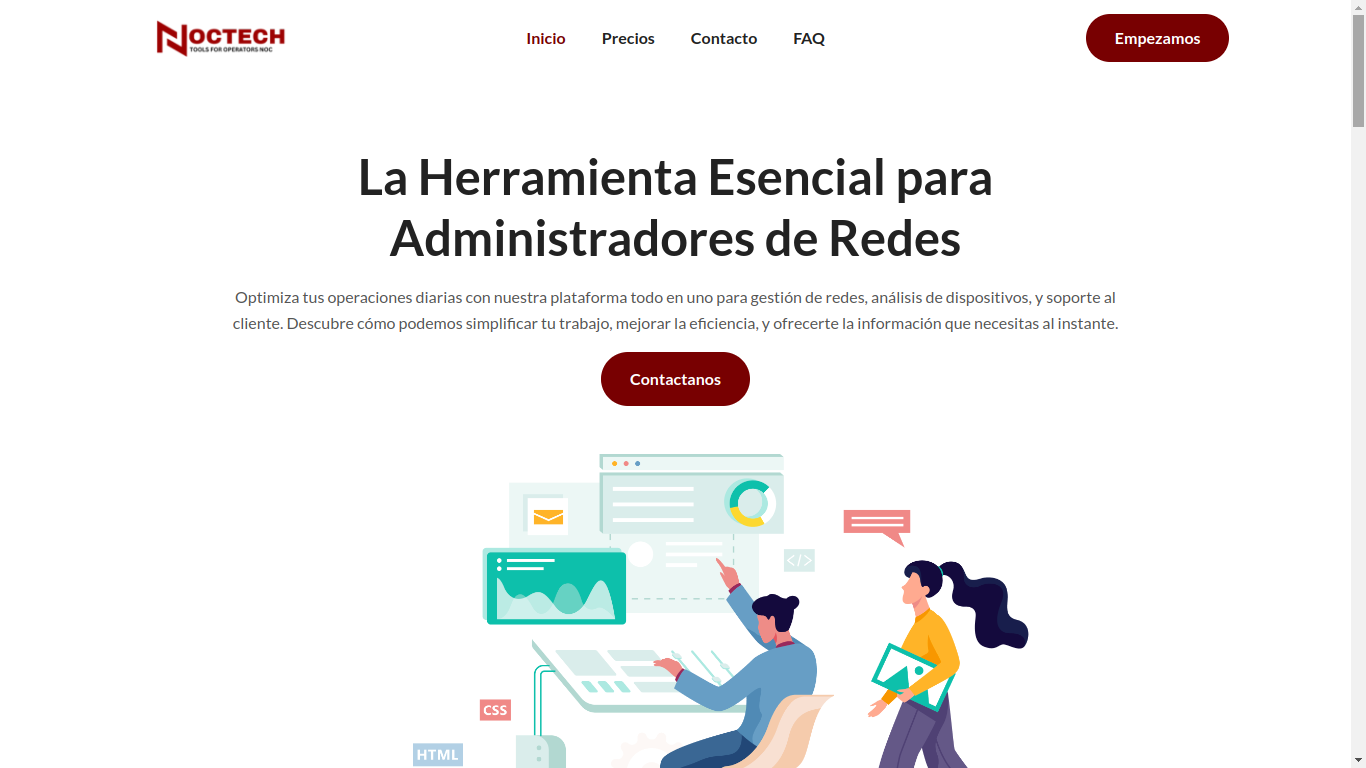 NOCTECH
TOOLS FOR OPERATORS NOC
Inicio
Precios
Contacto
FAQ
Empezamos
La Herramienta Esencial para
Administradores de Redes
Optimiza tus operaciones diarias con nuestra plataforma todo en uno para gestión de redes, análisis de dispositivos, y soporte al
cliente. Descubre cómo podemos simplificar tu trabajo, mejorar la eficiencia, y ofrecerte la información que necesitas al instante.
Contactanos
</>
CSS
HTML